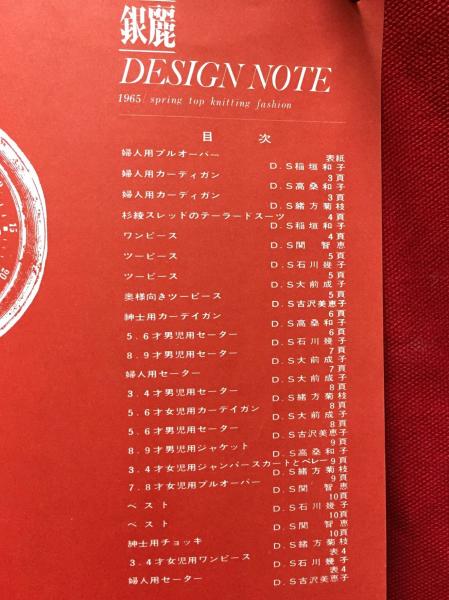 銀麗
DESIGN NOTE
1965/ spring top knitting fashion
目 次
婦人用プルオーバー 表紙
D.S稲垣和子
婦人用カーディガン 3頁
D.S高桑和子
婦人用カーディガン 3頁
D.S緒方菊枝
杉綾スレッドのテーラードスーツ 4頁
D.S稲垣和子
ワンピース 4頁
D.S関 智恵
ツーピース 5頁
D.S石川幾子
ツーピース 5頁
D.S大前成子
奥様向きツーピース 5頁
D.S古沢美恵子
紳士用カーデイガン 6頁
D.S高桑和子
5.6才男児用セーター 6頁
D.S石川幾子
8.9才男児用セーター 7頁
D.S大前成子
婦人用セーター 7頁
D.S大前成子
3.4才男児用セーター 8頁
D.S緒方菊枝
5.6才女児用カーデイガン 8頁
D.S大前成子
5.6才男児用セーター 8頁
D.S古沢美恵子
8.9才男児用ジャケット 9頁
D.S高桑和子
3.4才女児用ジャンパースカートとベレー 9頁
D.S緒方菊枝
7.8才女児用プルオーバー 9頁
D.S関 智恵
ベスト 10頁
D.S石川幾子
ベスト 10頁
D.S関 智恵
紳士用チョッキ 10頁
D.S緒方菊枝
3.4才女児用ワンピース 表4
D.S石川幾子
婦人用セーター 表4
D.S古沢美恵子
15
20